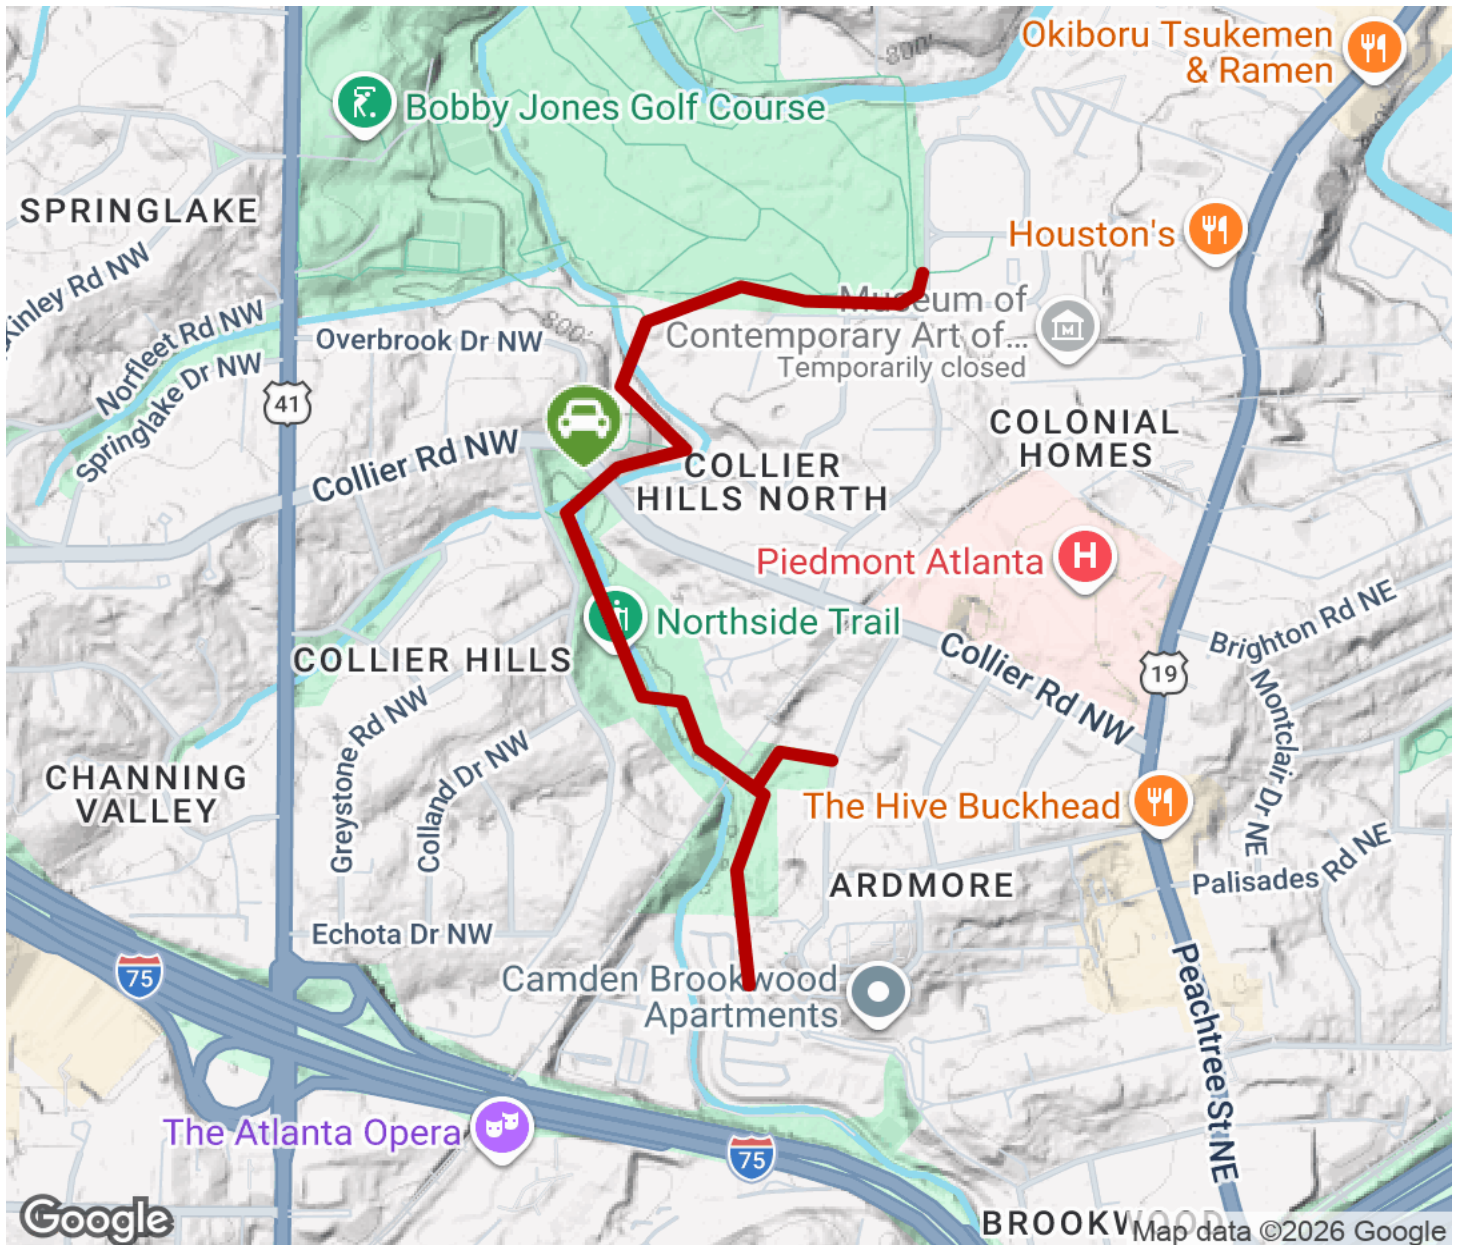 Okiboru Tsukemen
& Ramen
800'
Bobby Jones Golf Course
SPRINGLAKE
Houston's
Norfleet Rd NW
Springlake Dr NW
800'
Overbrook Dr NW
Museum of
Contemporary Art of...
Temporarily closed
41
COLONIAL
HOMES
Collier Rd NW
COLLIER
HILLS NORTH
Piedmont Atlanta
H
Northside Trail
Brighton Rd NE
COLLIER HILLS
Collier Rd NW
19
Montclair Dr NE
Greystone Rd NW
Colland Dr NW
CHANNING
VALLEY
The Hive Buckhead
Palisades Rd NE
ARDMORE
Echota Dr NW
75
Camden Brookwood
Apartments
Peachtree St NE
The Atlanta Opera
75
Google
Map data ©2026 Google